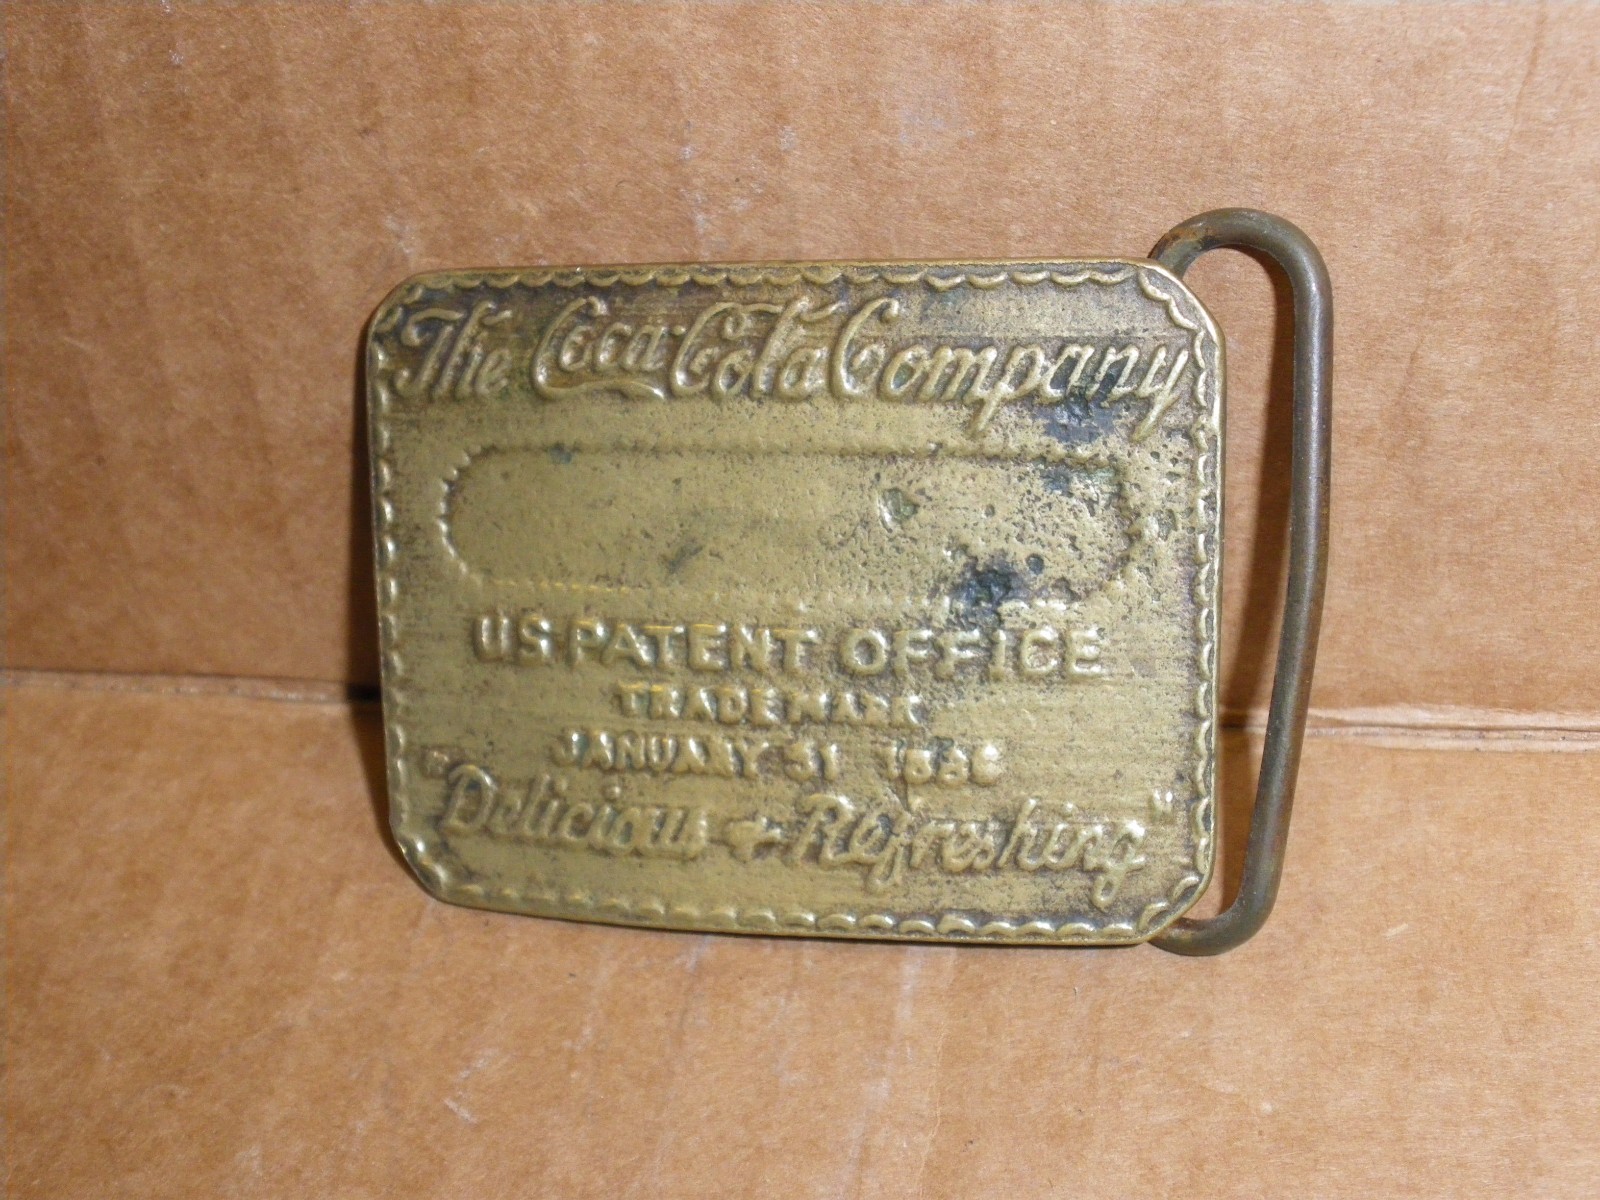 The Coca-Cola Company
US PATENT OFFICE
TRADEMARK
JANUARY 31
"Delicious + Refreshing"